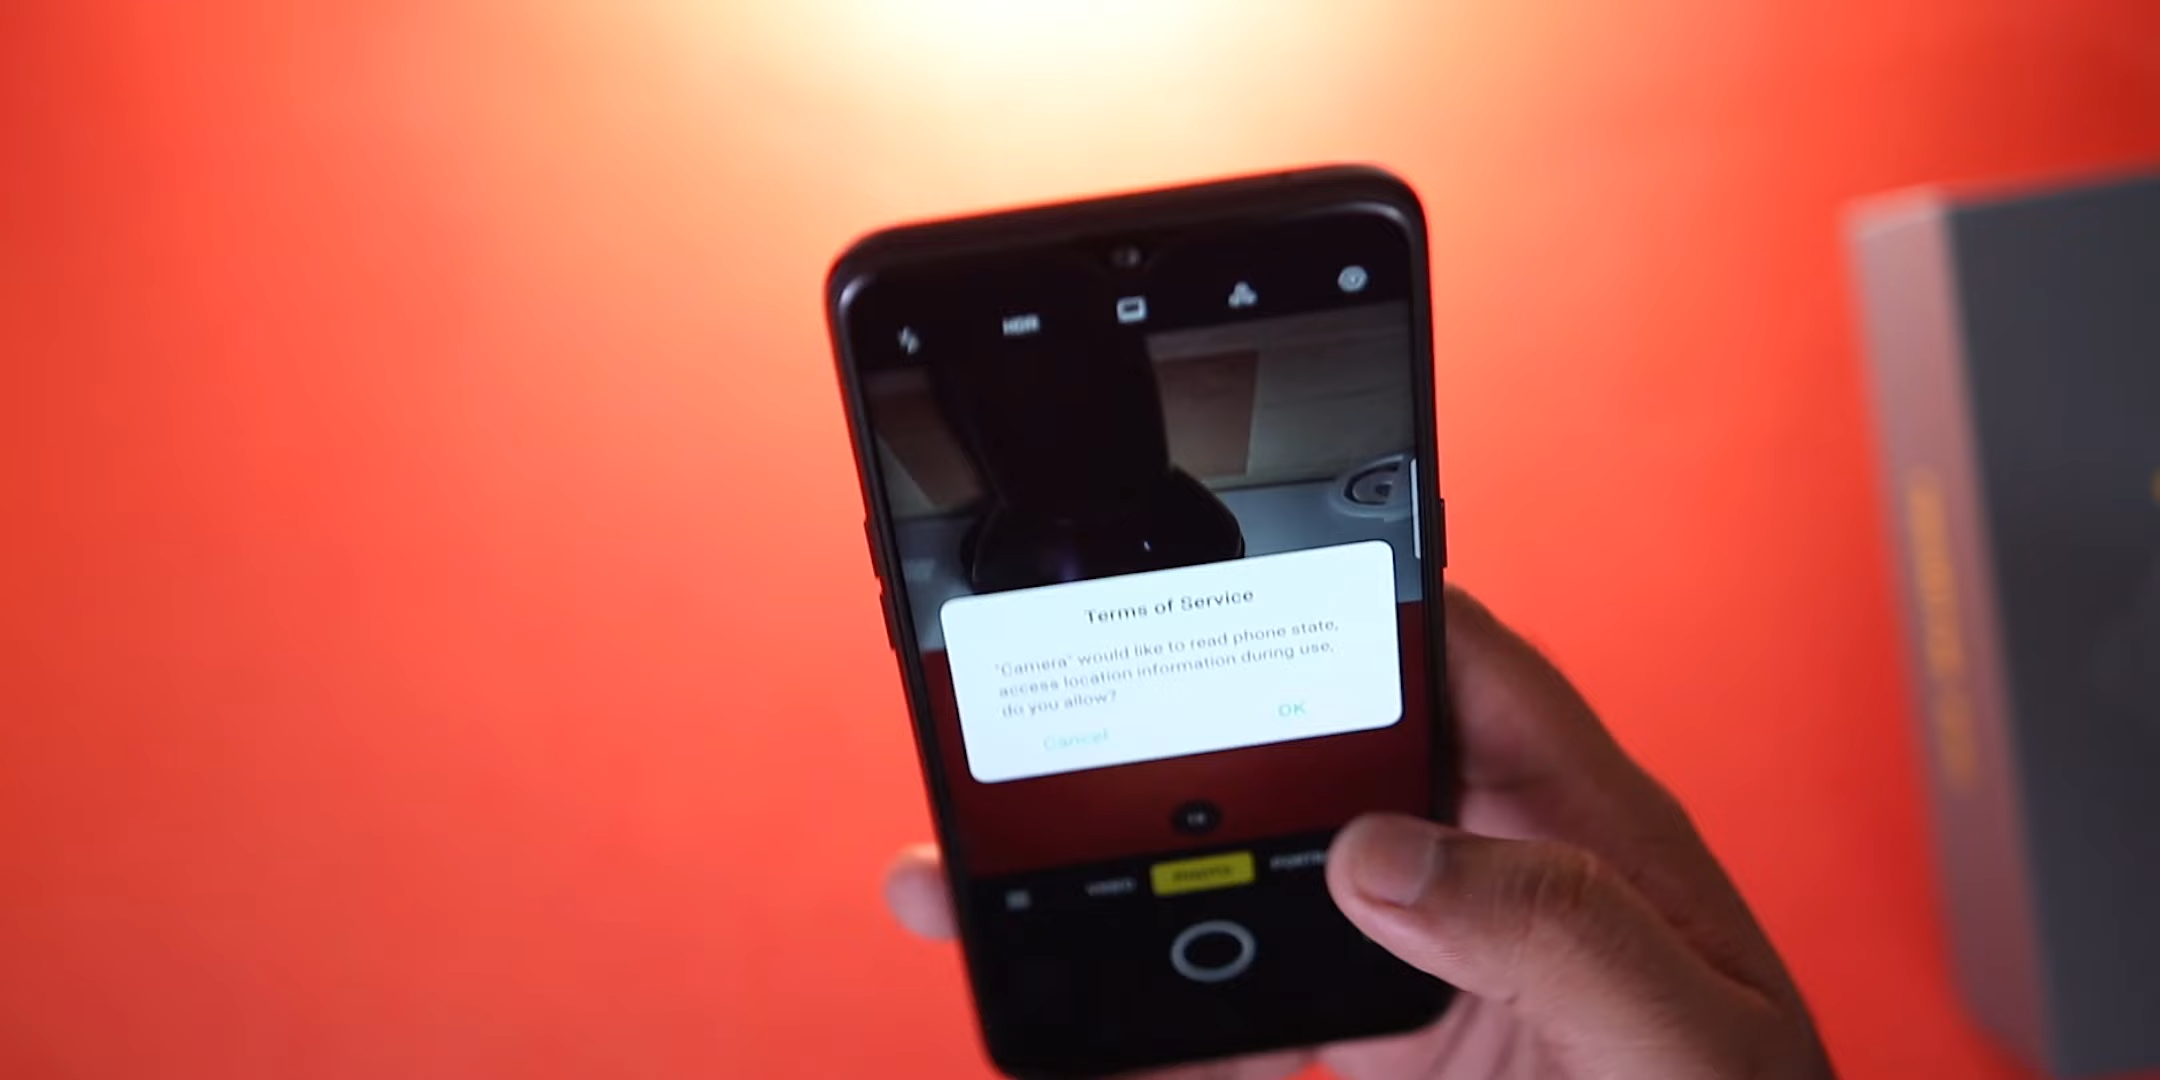 HDR
Terms of Service
"Camera" would like to read phone state,
access location information during use,
do you allow?
Cancel
OK
VIDEO
PHOTO